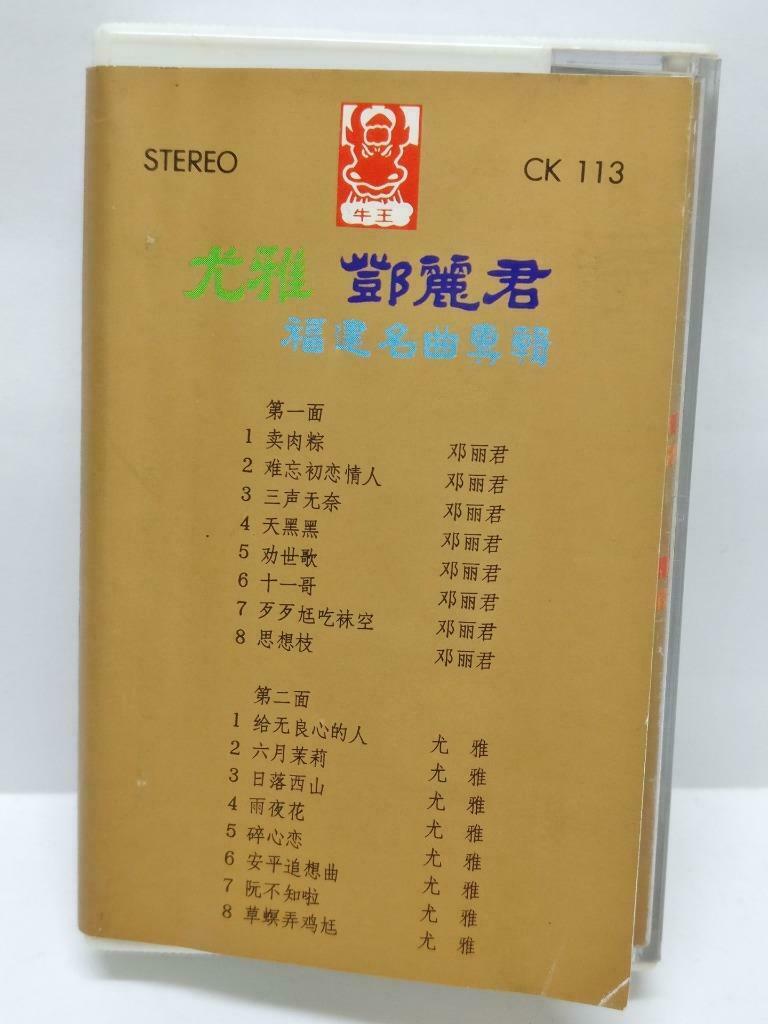 STEREO
牛王
CK 113
尤雅 鄧麗君
福建名曲專輯
第一面
1 卖肉粽 邓丽君
2 难忘初恋情人 邓丽君
3 三声无奈 邓丽君
4 天黑黑 邓丽君
5 劝世歌 邓丽君
6 十一哥 邓丽君
7 歹歹尪吃袜空 邓丽君
8 思想枝 邓丽君
第二面
1 给无良心的人 尤雅
2 六月茉莉 尤雅
3 日落西山 尤雅
4 雨夜花 尤雅
5 碎心恋 尤雅
6 安平追想曲 尤雅
7 阮不知啦 尤雅
8 草螟弄鸡尪 尤雅